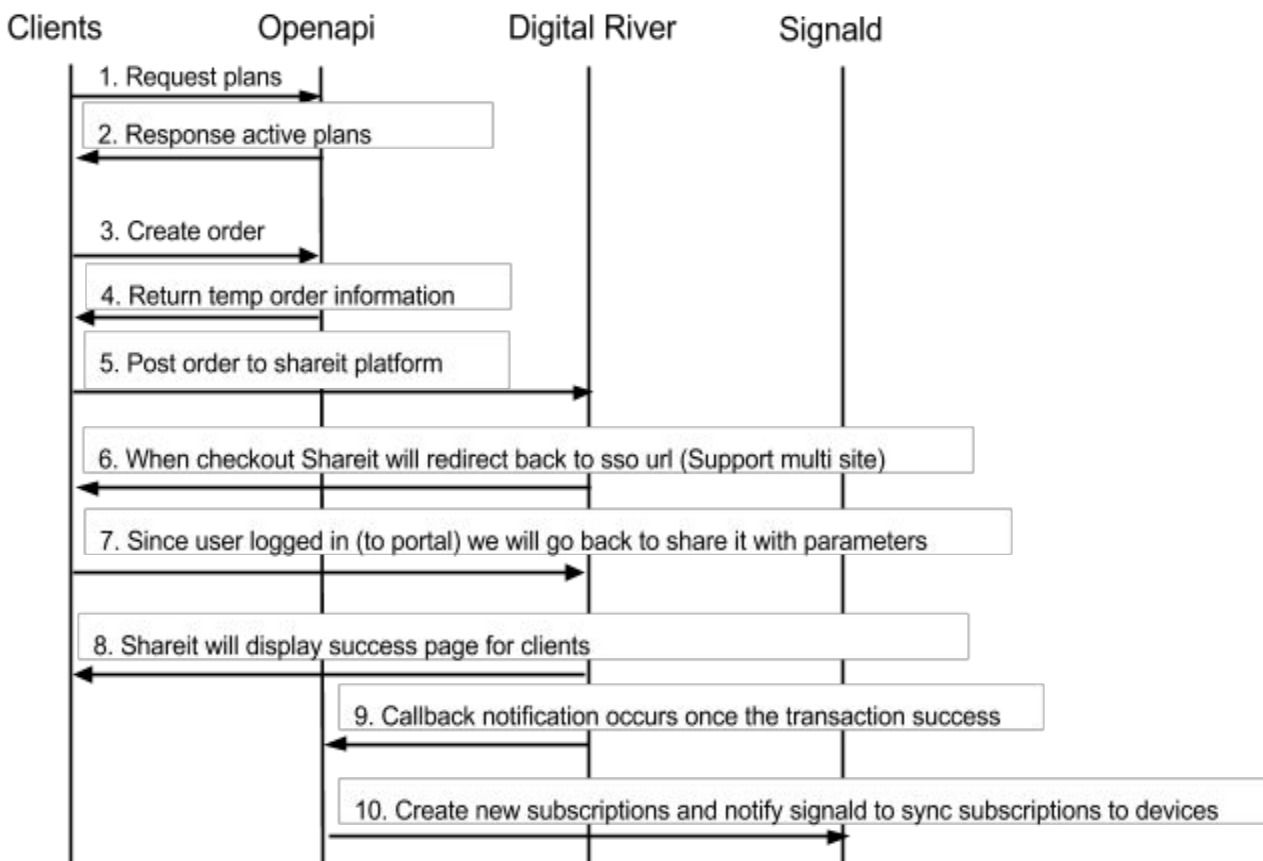 Clients Openapi Digital River Signald
1. Request plans
2. Response active plans
3. Create order
4. Return temp order information
5. Post order to shareit platform
6. When checkout Shareit will redirect back to sso url (Support multi site)
7. Since user logged in (to portal) we will go back to share it with parameters
8. Shareit will display success page for clients
9. Callback notification occurs once the transaction success
10. Create new subscriptions and notify signald to sync subscriptions to devices